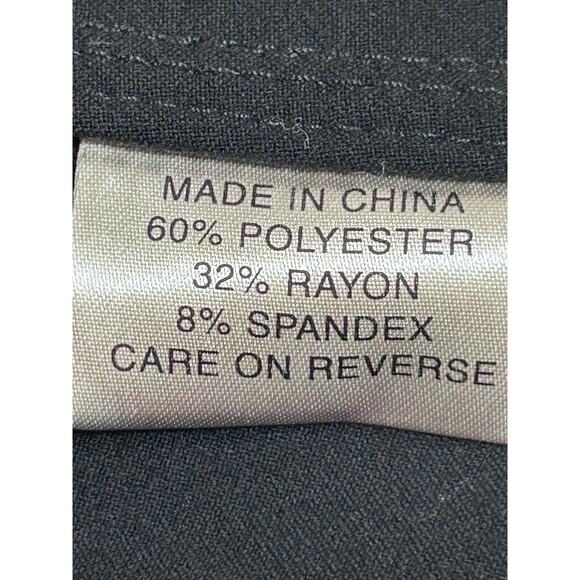 MADE IN CHINA
60% POLYESTER
32% RAYON
8% SPANDEX
CARE ON REVERSE